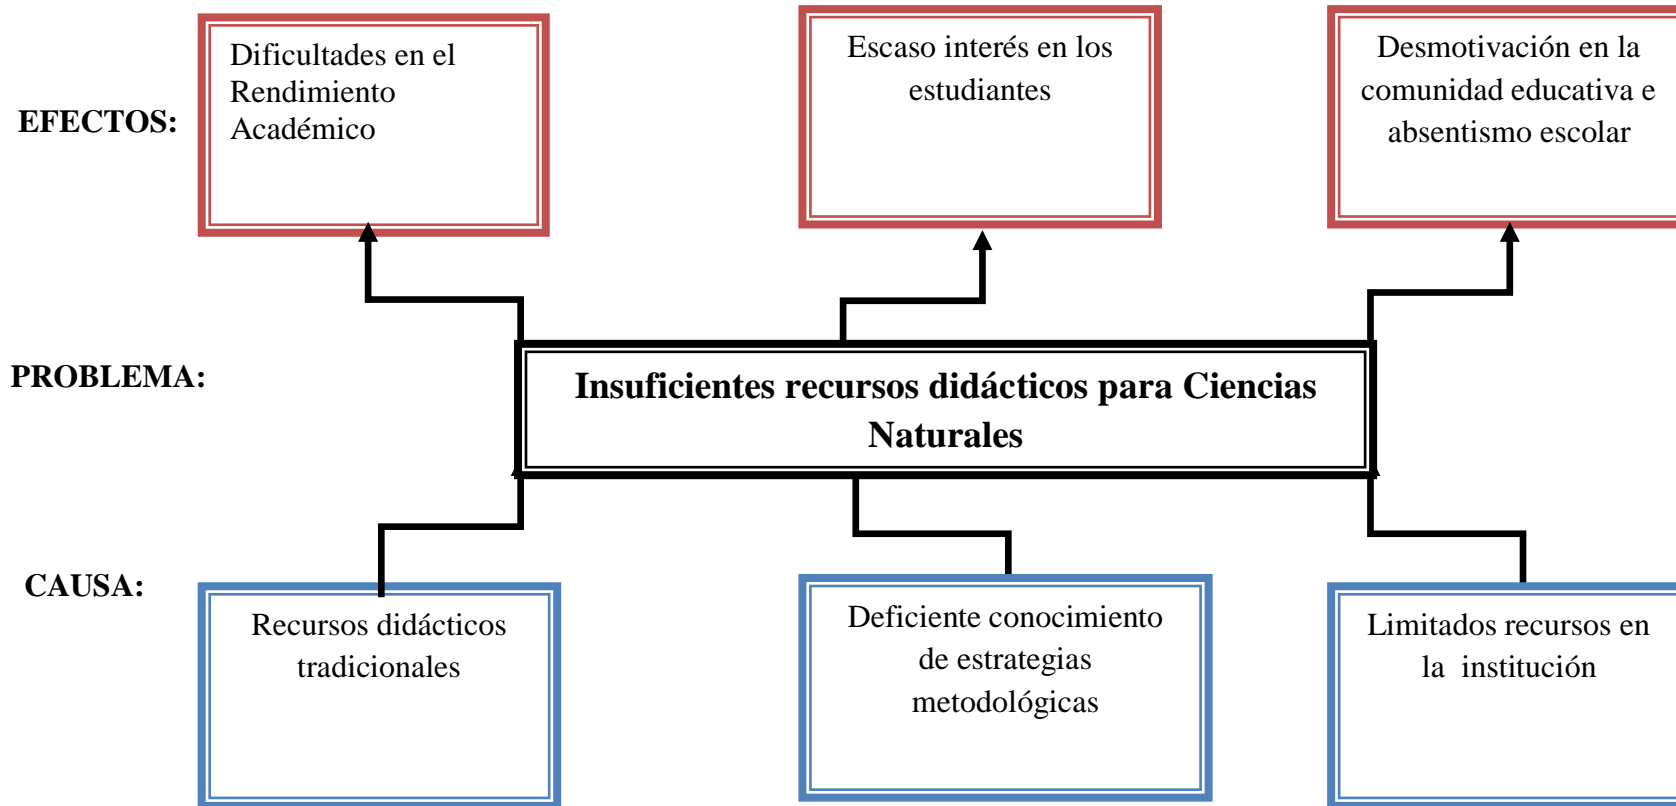 EFECTOS:
Dificultades en el
Rendimiento
Académico
Escaso interés en los
estudiantes
Desmotivación en la
comunidad educativa e
absentismo escolar
PROBLEMA:
Insuficientes recursos didácticos para Ciencias
Naturales
CAUSA:
Recursos didácticos
tradicionales
Deficiente conocimiento
de estrategias
metodológicas
Limitados recursos en
la institución